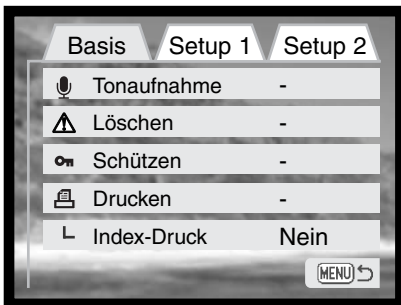 Basis Setup 1 Setup 2
Tonaufnahme -
Löschen -
Schützen -
Drucken -
Index-Druck Nein
MENU